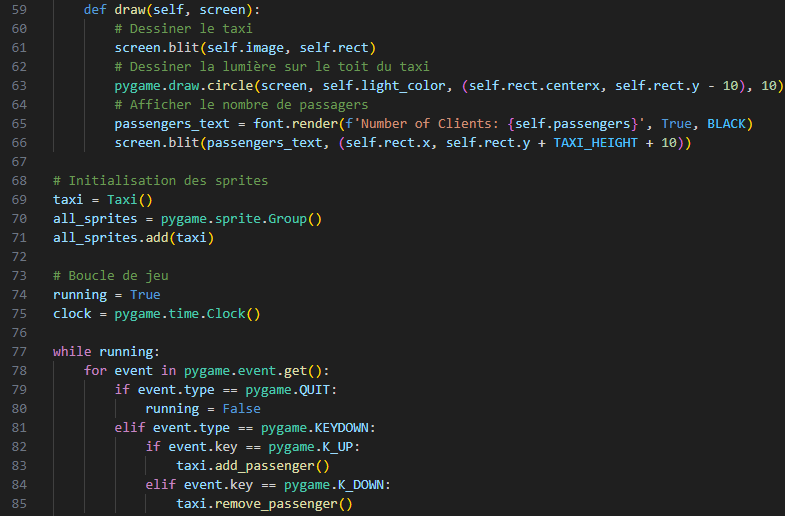 59 def draw(self, screen):
60 # Dessiner le taxi
61 screen.blit(self.image, self.rect)
62 # Dessiner la lumière sur le toit du taxi
63 pygame.draw.circle(screen, self.light_color, (self.rect.centerx, self.rect.y - 10), 10)
64 # Afficher le nombre de passagers
65 passengers_text = font.render(f'Number of Clients: {self.passengers}', True, BLACK)
66 screen.blit(passengers_text, (self.rect.x, self.rect.y + TAXI_HEIGHT + 10))
67
68 # Initialisation des sprites
69 taxi = Taxi()
70 all_sprites = pygame.sprite.Group()
71 all_sprites.add(taxi)
72
73 # Boucle de jeu
74 running = True
75 clock = pygame.time.Clock()
76
77 while running:
78 for event in pygame.event.get():
79 if event.type == pygame.QUIT:
80 running = False
81 elif event.type == pygame.KEYDOWN:
82 if event.key == pygame.K_UP:
83 taxi.add_passenger()
84 elif event.key == pygame.K_DOWN:
85 taxi.remove_passenger()